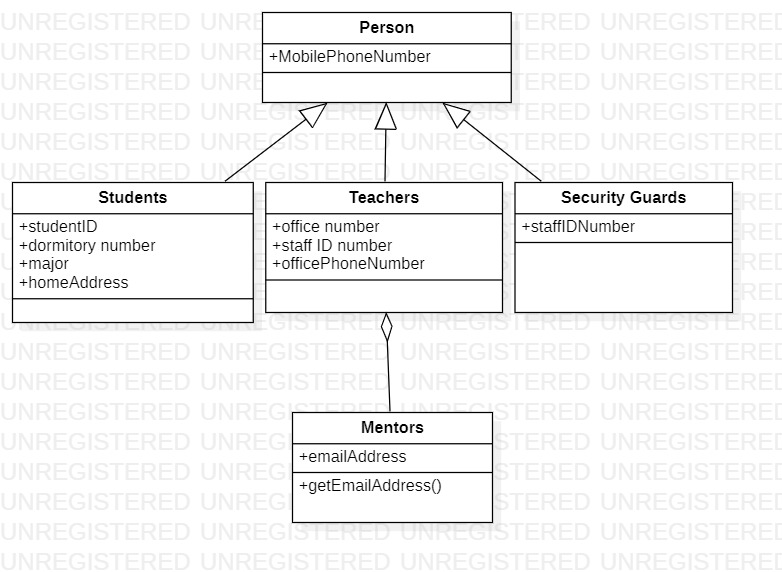 Person
+MobilePhoneNumber
Students
+studentID
+dormitory number
+major
+homeAddress
Teachers
+office number
+staff ID number
+officePhoneNumber
Security Guards
+staffIDNumber
Mentors
+emailAddress
+getEmailAddress()
UNREGISTERED UNREGISTERED UNREGISTERED UNREGISTERED